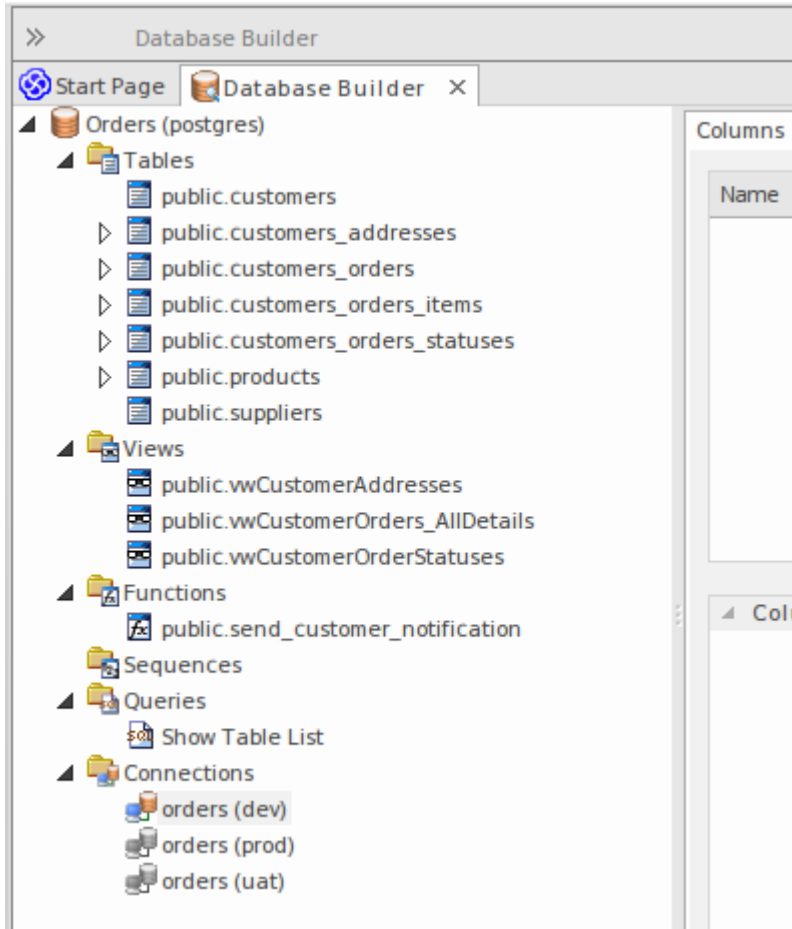 Database Builder
Start Page
Database Builder
Orders (postgres)
Columns
Tables
Name
public.customers
public.customers_addresses
public.customers_orders
public.customers_orders_items
public.customers_orders_statuses
public.products
public.suppliers
Views
public.vwCustomerAddresses
public.vwCustomerOrders_AllDetails
public.vwCustomerOrderStatuses
Functions
Colu
public.send_customer_notification
Sequences
Queries
Show Table List
Connections
orders (dev)
orders (prod)
orders (uat)